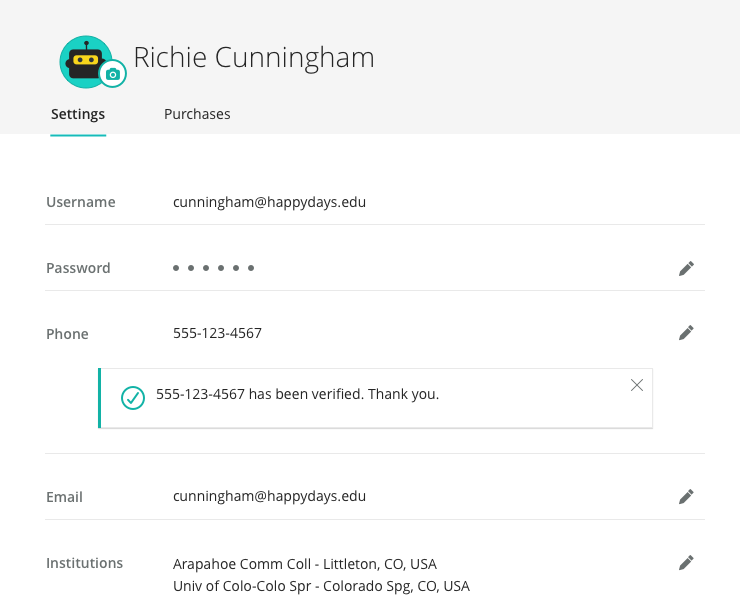 Richie Cunningham
Settings Purchases
Username cunningham@happydays.edu
Password ● ● ● ● ● ●
Phone 555-123-4567
555-123-4567 has been verified. Thank you.
Email cunningham@happydays.edu
Institutions Arapahoe Comm Coll - Littleton, CO, USA
Univ of Colo-Colo Spr - Colorado Spg, CO, USA